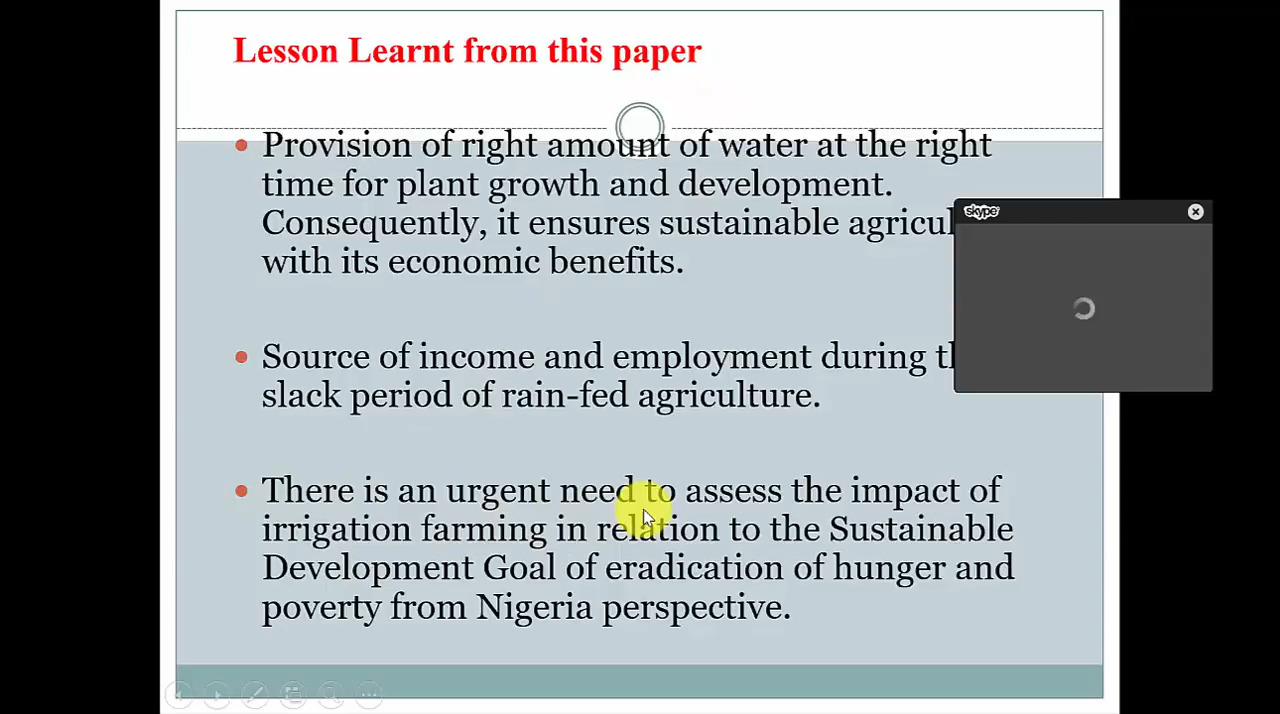 Lesson Learnt from this paper
• Provision of right amount of water at the right
time for plant growth and development.
Consequently, it ensures sustainable agricul
with its economic benefits.
• Source of income and employment during
slack period of rain-fed agriculture.
• There is an urgent need to assess the impact of
irrigation farming in relation to the Sustainable
Development Goal of eradication of hunger and
poverty from Nigeria perspective.
skype